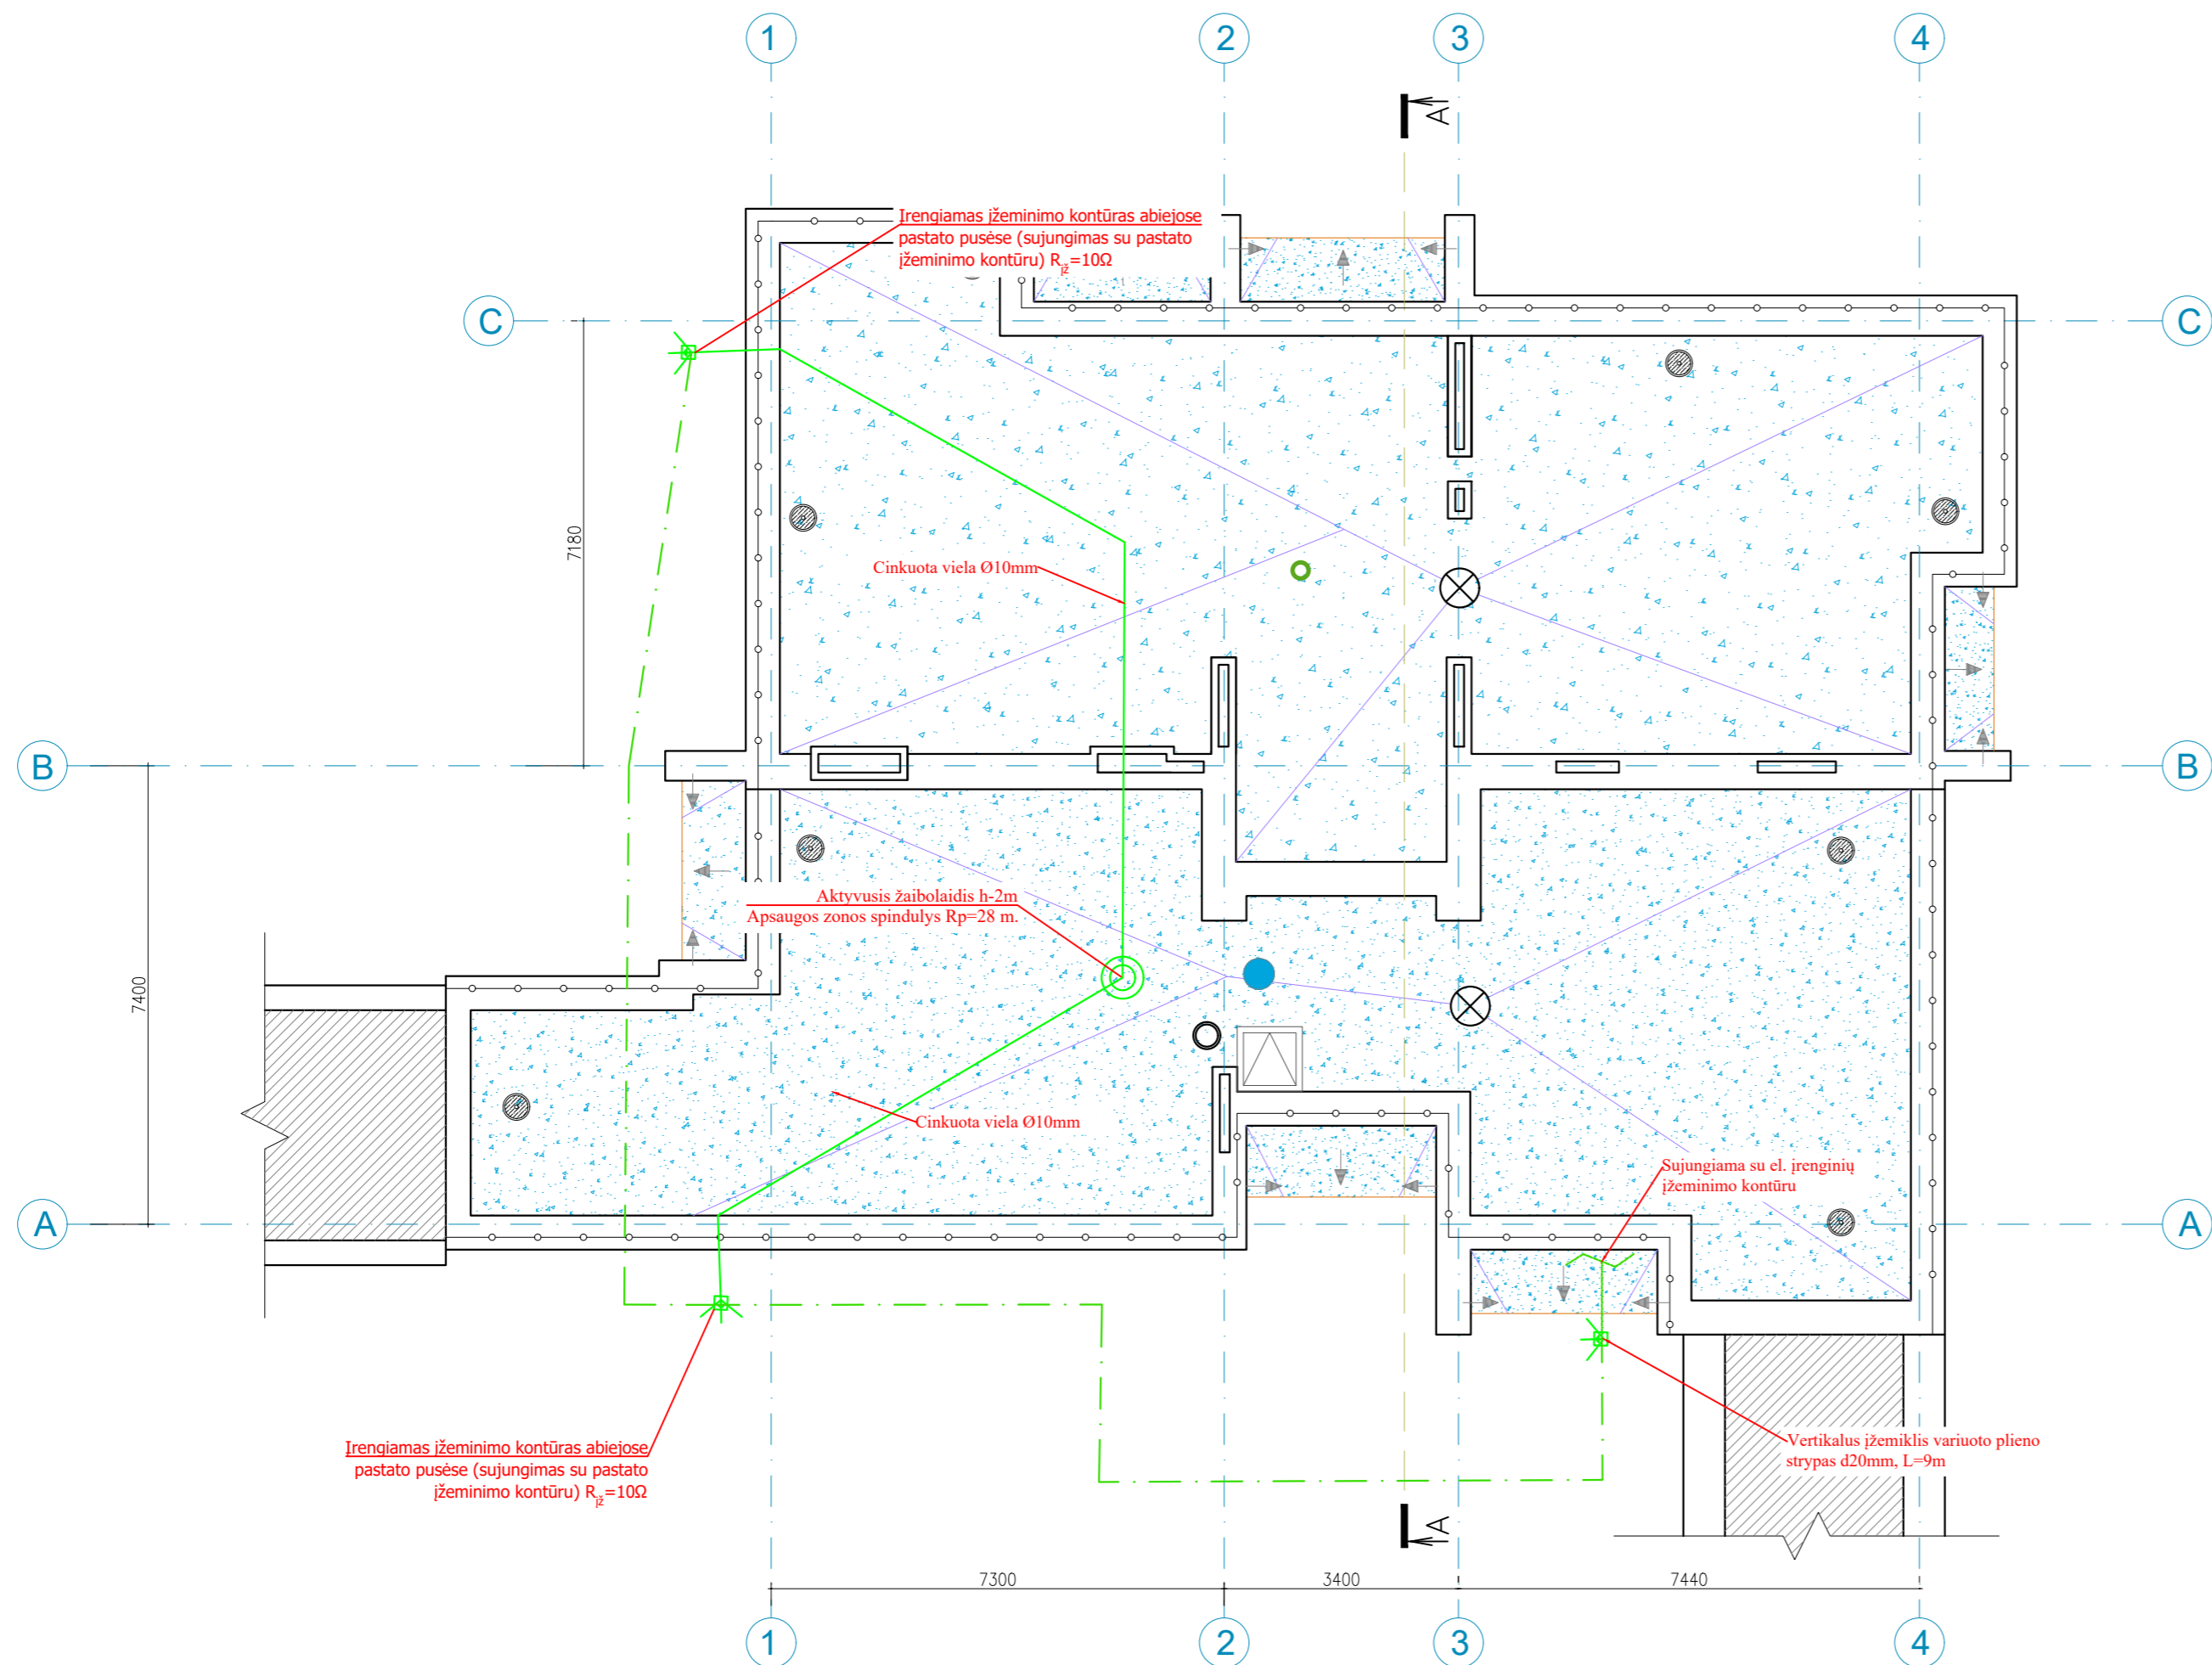 1
2
3
4
A
Įrengiamas įžeminimo kontūras abiejose
pastato pusėse (sujungimas su pastato
įžeminimo kontūru) Rįž=10Ω
C
C
7180
Cinkuota viela Ø10mm
B
B
Aktyvusis žaibolaidis h-2m
Apsaugos zonos spindulys Rp=28 m.
7400
Cinkuota viela Ø10mm
Sujungiama su el. įrenginių
įžeminimo kontūru
A
A
Įrengiamas įžeminimo kontūras abiejose
pastato pusėse (sujungimas su pastato
įžeminimo kontūru) Rįž=10Ω
Vertikalus įžemiklis variuoto plieno
strypas d20mm, L=9m
A
7300
3400
7440
1
2
3
4